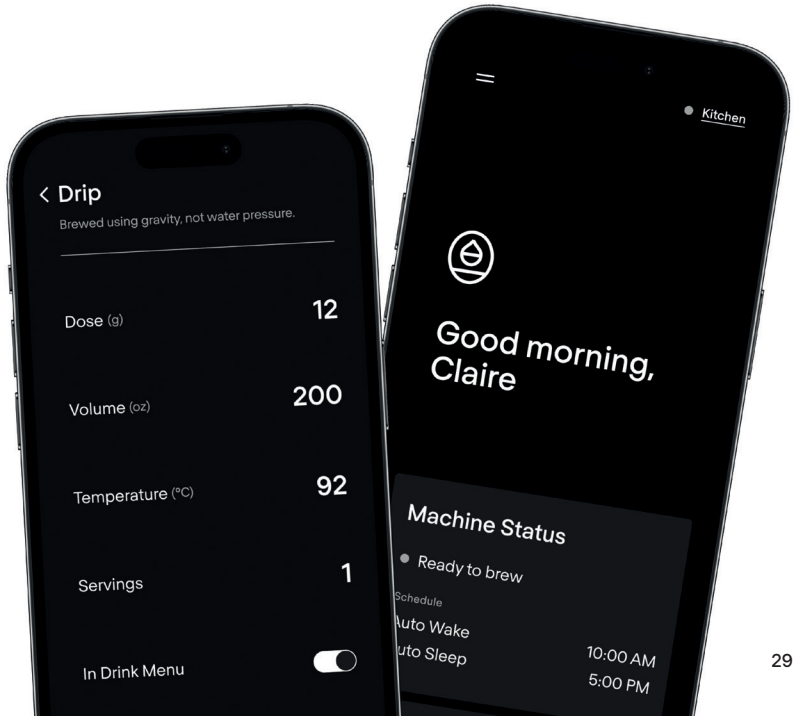 Drip
Brewed using gravity, not water pressure.
Dose (g) 12
Volume (oz) 200
Temperature (°C) 92
Servings 1
In Drink Menu
Kitchen
Good morning,
Claire
Machine Status
Ready to brew
Schedule
Auto Wake 10:00 AM
uto Sleep 5:00 PM
29